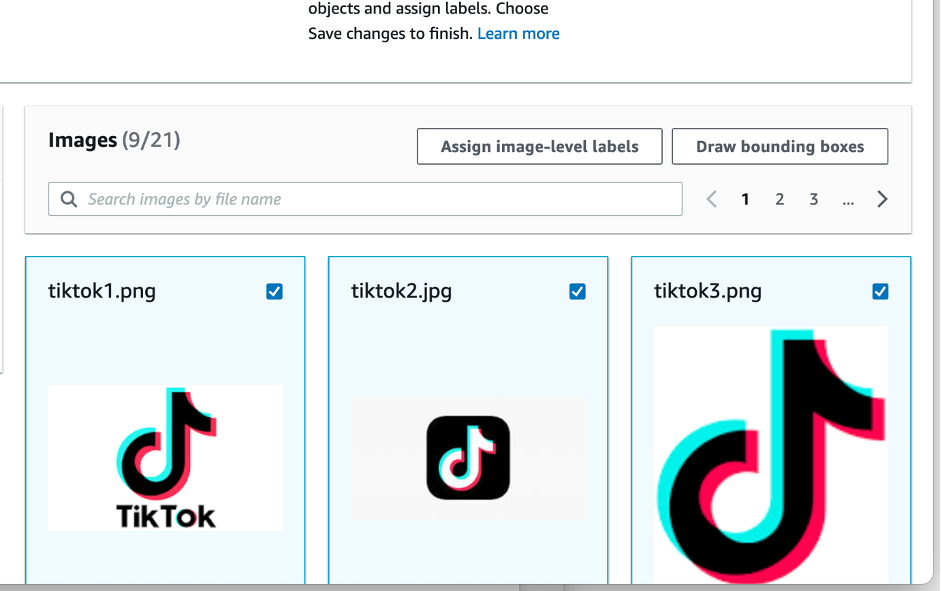 objects and assign labels. Choose
Save changes to finish. Learn more
Images (9/21)
Assign image-level labels
Draw bounding boxes
Search images by file name
1 2 3 ...
tiktok1.png
tiktok2.jpg
tiktok3.png
TikTok